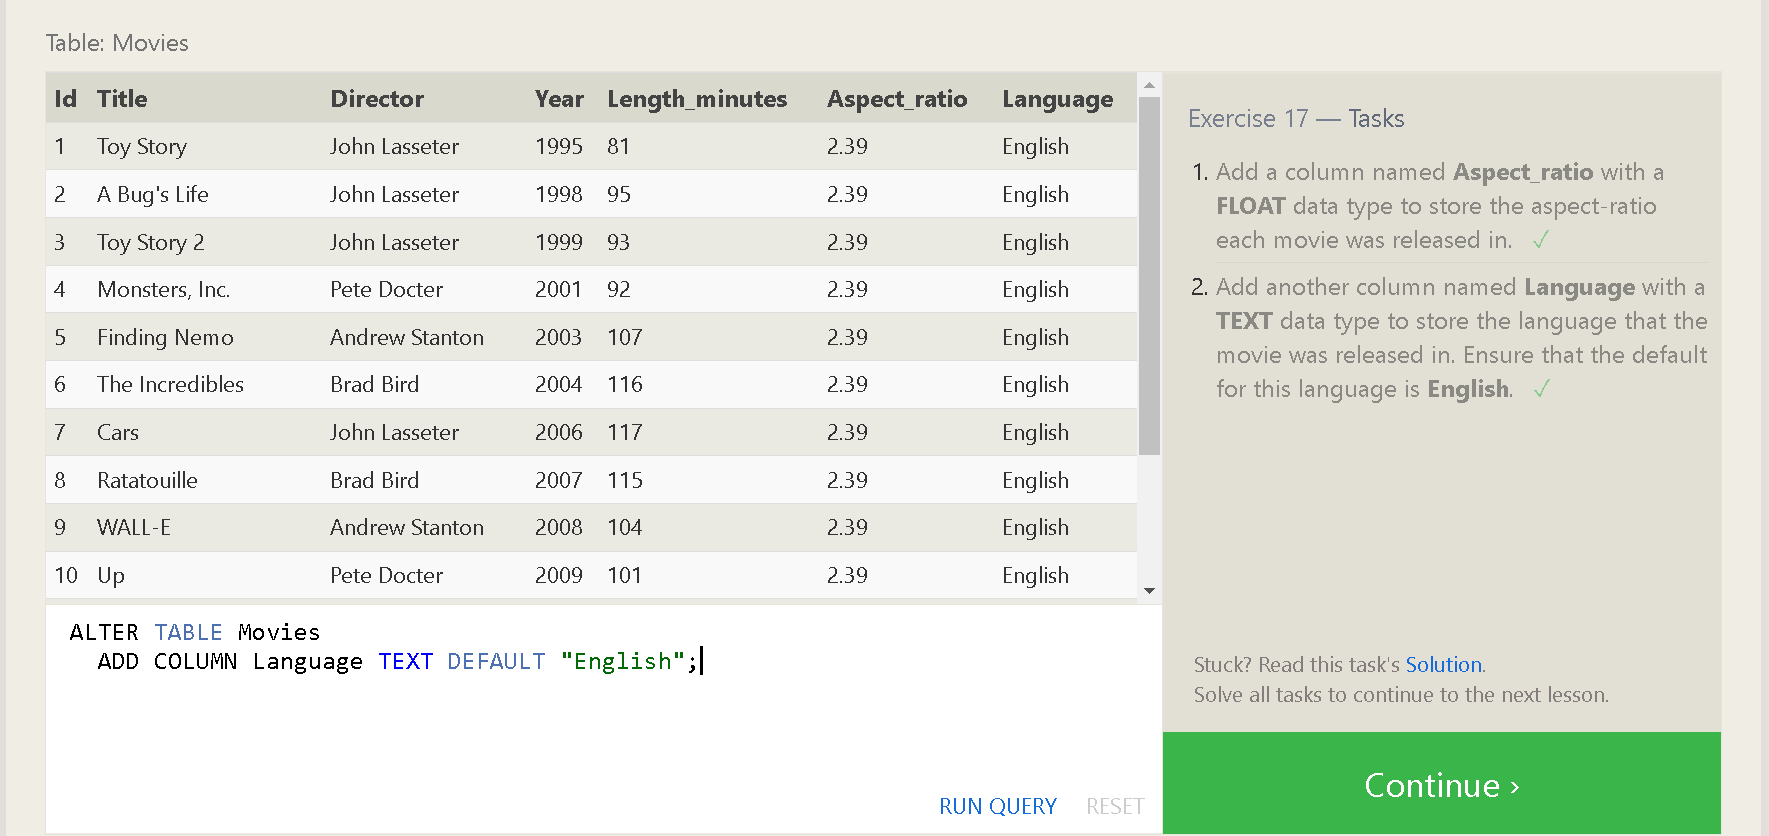 Table: Movies
Id Title Director Year Length_minutes Aspect_ratio Language
1 Toy Story John Lasseter 1995 81 2.39 English
2 A Bug's Life John Lasseter 1998 95 2.39 English
3 Toy Story 2 John Lasseter 1999 93 2.39 English
4 Monsters, Inc. Pete Docter 2001 92 2.39 English
5 Finding Nemo Andrew Stanton 2003 107 2.39 English
6 The Incredibles Brad Bird 2004 116 2.39 English
7 Cars John Lasseter 2006 117 2.39 English
8 Ratatouille Brad Bird 2007 115 2.39 English
9 WALL-E Andrew Stanton 2008 104 2.39 English
10 Up Pete Docter 2009 101 2.39 English
ALTER TABLE Movies
ADD COLUMN Language TEXT DEFAULT "English";
RUN QUERY RESET
Exercise 17 — Tasks
1. Add a column named Aspect_ratio with a
FLOAT data type to store the aspect-ratio
each movie was released in. ✓
2. Add another column named Language with a
TEXT data type to store the language that the
movie was released in. Ensure that the default
for this language is English. ✓
Stuck? Read this task's Solution.
Solve all tasks to continue to the next lesson.
Continue ›